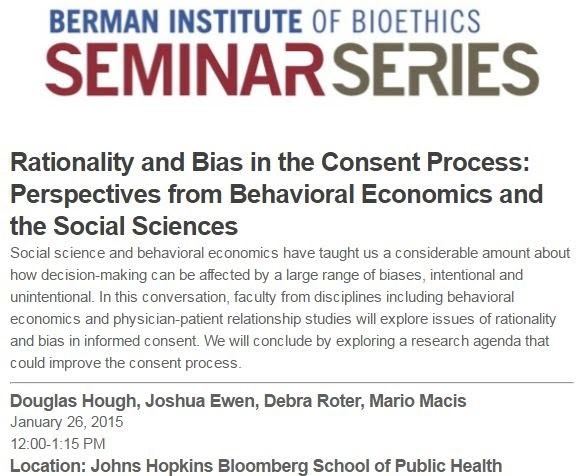 BERMAN INSTITUTE OF BIOETHICS
SEMINAR SERIES
Rationality and Bias in the Consent Process:
Perspectives from Behavioral Economics and
the Social Sciences
Social science and behavioral economics have taught us a considerable amount about
how decision-making can be affected by a large range of biases, intentional and
unintentional. In this conversation, faculty from disciplines including behavioral
economics and physician-patient relationship studies will explore issues of rationality
and bias in informed consent. We will conclude by exploring a research agenda that
could improve the consent process.
Douglas Hough, Joshua Ewen, Debra Roter, Mario Macis
January 26, 2015
12:00-1:15 PM
Location: Johns Hopkins Bloomberg School of Public Health